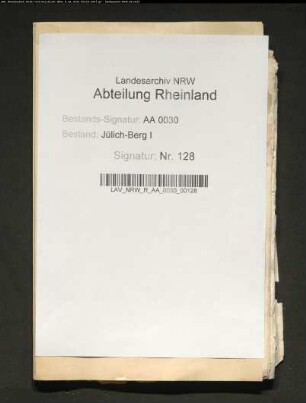 Landesarchiv NRW
Abteilung Rheinland
Bestands-Signatur: AA 0030
Bestand: Jülich-Berg I
Signatur: Nr. 128
LAV_NRW_R_AA_0030_00128